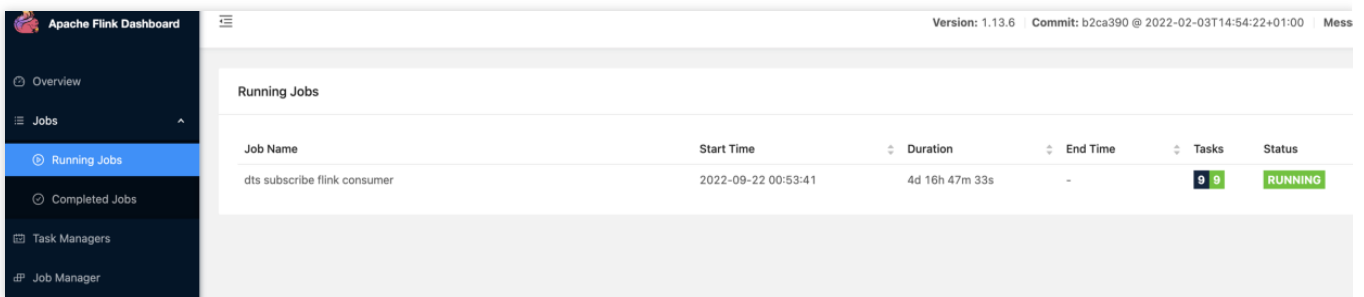 Apache Flink Dashboard
Version: 1.13.6 Commit: b2ca390 @ 2022-02-03T14:54:22+01:00 Mess
Overview
Jobs
Running Jobs
Completed Jobs
Task Managers
Job Manager
Running Jobs
Job Name Start Time Duration End Time Tasks Status
dts subscribe flink consumer 2022-09-22 00:53:41 4d 16h 47m 33s - 9 9 RUNNING